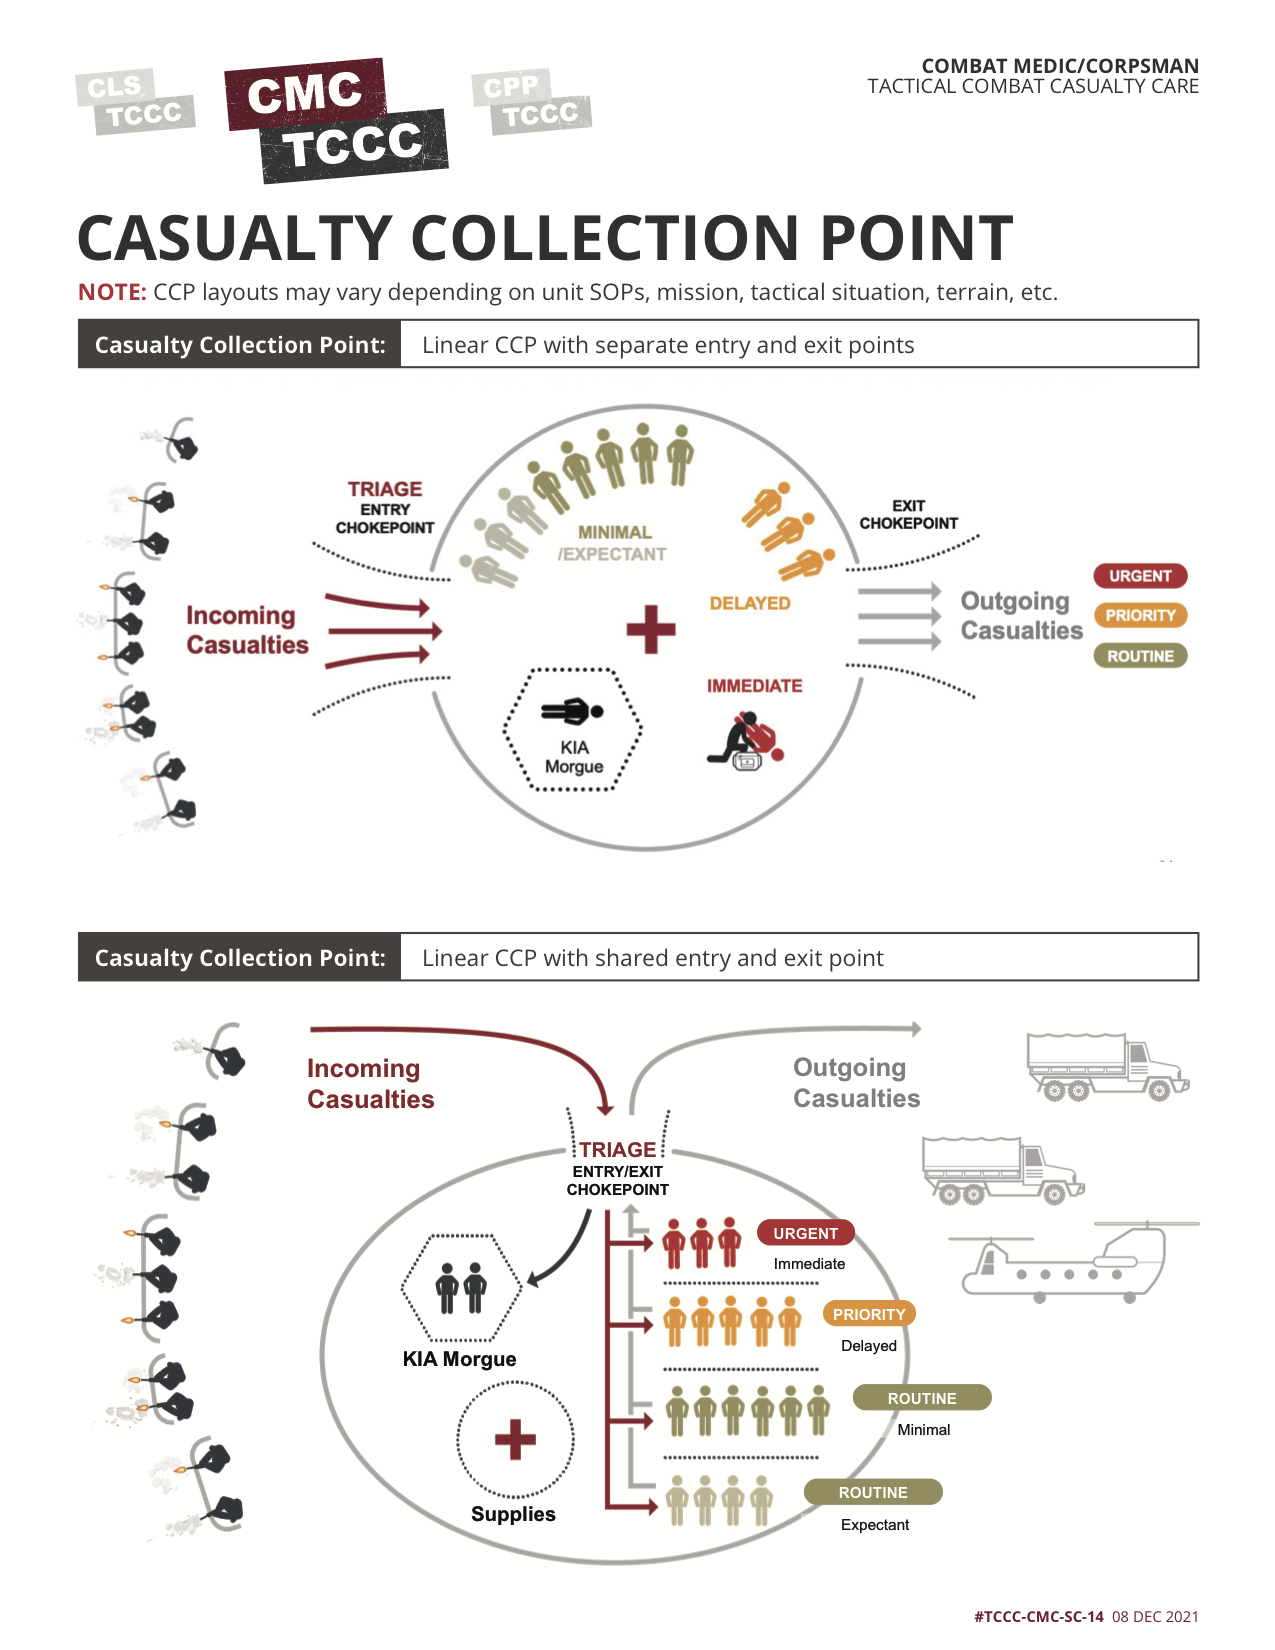 CLS
TCCC
CMC
TCCC
CPP
TCCC
COMBAT MEDIC/CORPSMAN
TACTICAL COMBAT CASUALTY CARE
CASUALTY COLLECTION POINT
NOTE: CCP layouts may vary depending on unit SOPs, mission, tactical situation, terrain, etc.
Casualty Collection Point: Linear CCP with separate entry and exit points
TRIAGE
ENTRY
CHOKEPOINT
MINIMAL
/EXPECTANT
EXIT
CHOKEPOINT
DELAYED
Incoming
Casualties
Outgoing
Casualties
URGENT
PRIORITY
ROUTINE
IMMEDIATE
KIA
Morgue
Casualty Collection Point: Linear CCP with shared entry and exit point
Incoming
Casualties
Outgoing
Casualties
TRIAGE
ENTRY/EXIT
CHOKEPOINT
URGENT
Immediate
PRIORITY
Delayed
KIA Morgue
ROUTINE
Minimal
Supplies
ROUTINE
Expectant
#TCCC-CMC-SC-14 08 DEC 2021